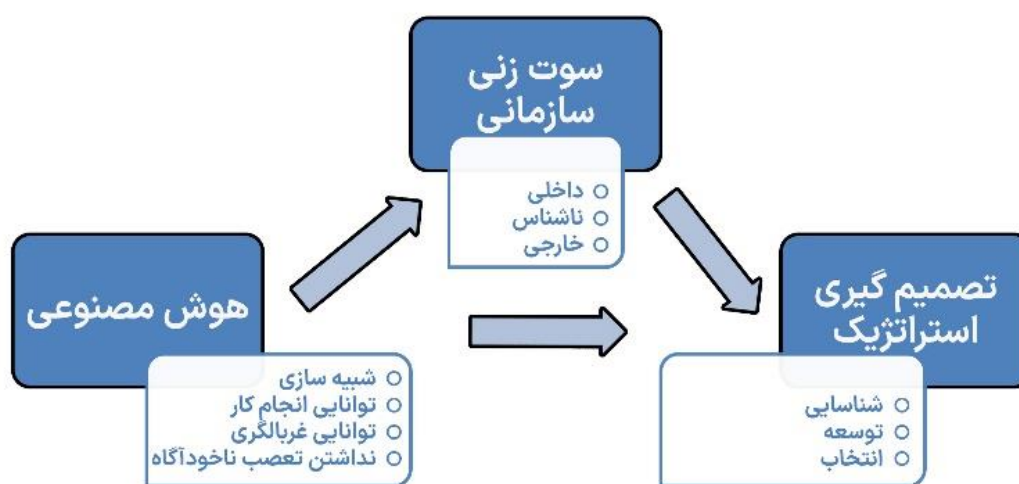 سوت زنی
سازمانی
داخلی
ناشناس
خارجی
تصمیم گیری
استراتژیک
شناسایی
توسعه
انتخاب
هوش مصنوعی
شبیه سازی
توانایی انجام کار
توانایی غربالگری
نداشتن تعصب ناخودآگاه